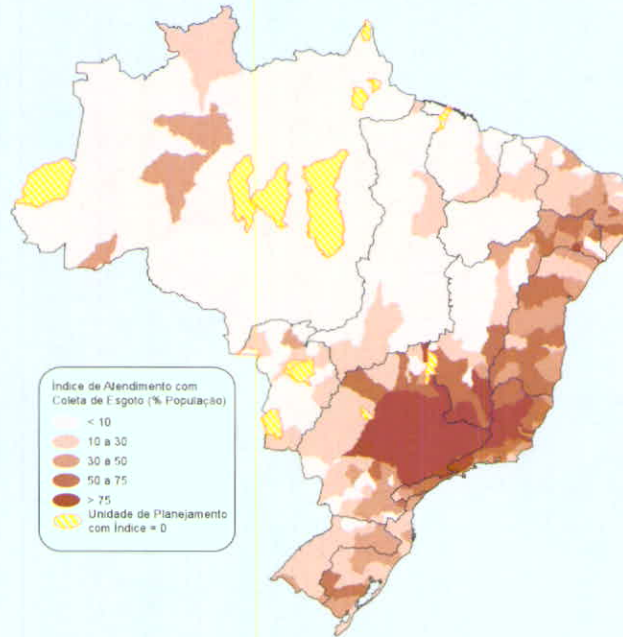 Índice de Atendimento com
Coleta de Esgoto (% População)
< 10
10 a 30
30 a 50
50 a 75
> 75
Unidade de Planejamento
com Índice = 0